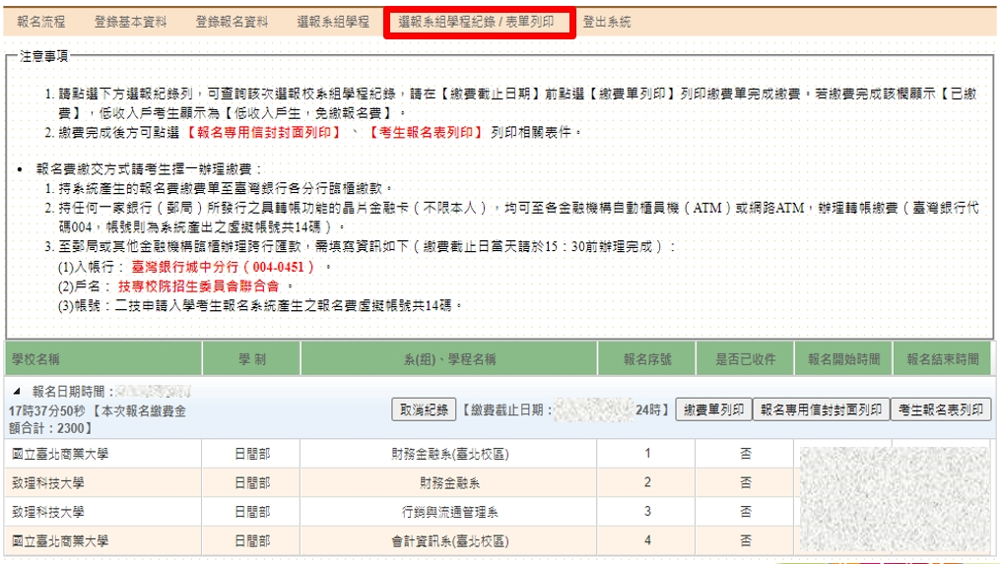 報名流程 登錄基本資料 登錄報名資料 選報系組學程 選報系組學程紀錄 / 表單列印 登出系統
注意事項
1. 請點選下方選報紀錄列，可查詢該次選報校系組學程紀錄，請在【繳費截止日期】前點選【繳費單列印】列印繳費單完成繳費。若繳費完成該欄顯示【已繳
費】，低收入戶考生顯示為【低收入戶生，免繳報名費】。
2. 繳費完成後方可點選 【報名專用信封封面列印】 、 【考生報名表列印】 列印相關表件。
• 報名費繳交方式請考生擇一辦理繳費：
1. 持系統產生的報名費繳費單至臺灣銀行各分行臨櫃繳款。
2. 持任何一家銀行（郵局）所發行之具轉帳功能的晶片金融卡（不限本人），均可至各金融機構自動櫃員機（ATM）或網路ATM，辦理轉帳繳費（臺灣銀行代
碼004，帳號則為系統產出之虛擬帳號共14碼）。
3. 至郵局或其他金融機構臨櫃辦理跨行匯款，需填寫資訊如下（繳費截止日當天請於15：30前辦理完成）：
(1)入帳行： 臺灣銀行城中分行（004-0451） 。
(2)戶名： 技專校院招生委員會聯合會 。
(3)帳號：二技申請入學考生報名系統產生之報名費虛擬帳號共14碼。
學校名稱 學 制 系(組)、學程名稱 報名序號 是否已收件 報名開始時間 報名結束時間
報名日期時間：
17時37分50秒【本次報名繳費金
額合計：2300】
取消紀錄 【繳費截止日期： 24時】 繳費單列印 報名專用信封封面列印 考生報名表列印
國立臺北商業大學 日間部 財務金融系(臺北校區) 1 否
致理科技大學 日間部 財務金融系 2 否
致理科技大學 日間部 行銷與流通管理系 3 否
國立臺北商業大學 日間部 會計資訊系(臺北校區) 4 否